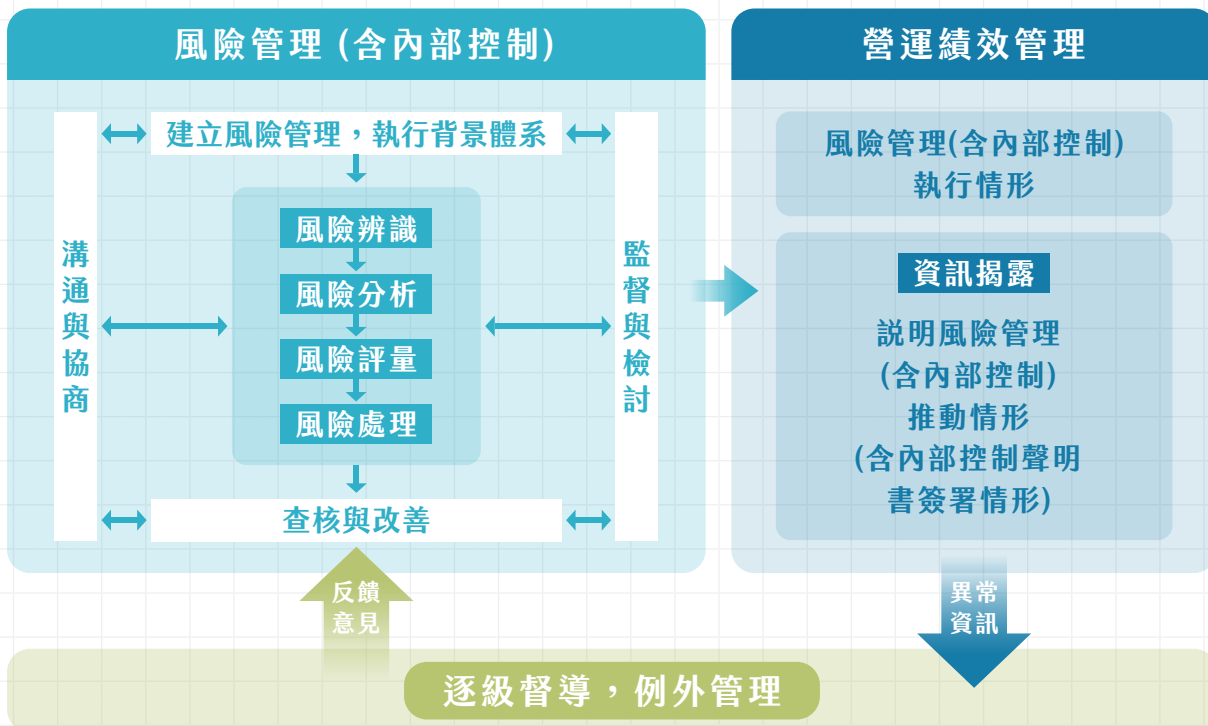 風險管理 (含內部控制)
建立風險管理，執行背景體系
溝通與協商
風險辨識
風險分析
風險評量
風險處理
監督與檢討
查核與改善
營運績效管理
風險管理(含內部控制)
執行情形
資訊揭露
說明風險管理
(含內部控制)
推動情形
(含內部控制聲明
書簽署情形)
反饋
意見
異常
資訊
逐級督導，例外管理